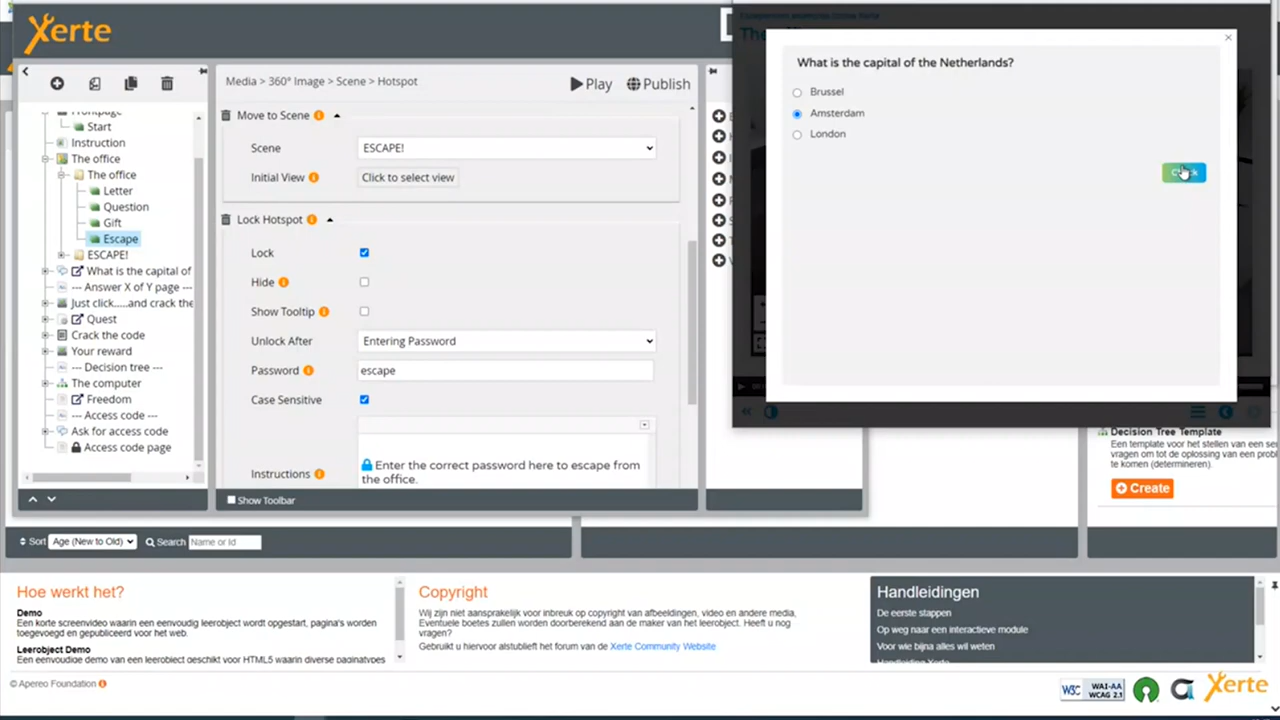 Xerte
Media > 360° Image > Scene > Hotspot
Play
Publish
Frontpage
Start
Instruction
The office
The office
Letter
Question
Gift
Escape
ESCAPE!
What is the capital of
--- Answer X of Y page ---
Just click.....and crack the
Quest
Crack the code
Your reward
--- Decision tree ---
The computer
Freedom
--- Access code ---
Ask for access code
Access code page
Move to Scene
Scene
ESCAPE!
Initial View
Click to select view
Lock Hotspot
Lock
Hide
Show Tooltip
Unlock After
Entering Password
Password
escape
Case Sensitive
Instructions
Enter the correct password here to escape from
the office.
Show Toolbar
What is the capital of the Netherlands?
Brussel
Amsterdam
London
Decision Tree Template
Een template voor het stellen van een
vragen om tot de oplossing van een
te komen (determineren).
Create
Sort
Age (New to Old)
Search
Name or Id
Hoe werkt het?
Demo
Een korte screenvideo waarin een eenvoudig leerobject wordt opgestart, pagina's worden
toegevoegd en gepubliceerd voor het web.
Leerobject Demo
Een eenvoudige demo van een leerobject geschikt voor HTML5 waarin diverse paginatypes
Copyright
Wij zijn niet aansprakelijk voor inbreuk op copyright van afbeeldingen, video en andere media.
Eventuele boetes zullen worden doorberekend aan de maker van het leerobject. Heeft u nog
vragen?
Gebruikt u hiervoor alstublieft het forum van de Xerte Community Website
Handleidingen
De eerste stappen
Op weg naar een interactieve module
Voor wie bijna alles wil weten
Handleiding Xerte
© Apereo Foundation
W3C WAI-AA
WCAG 2.1
Xerte